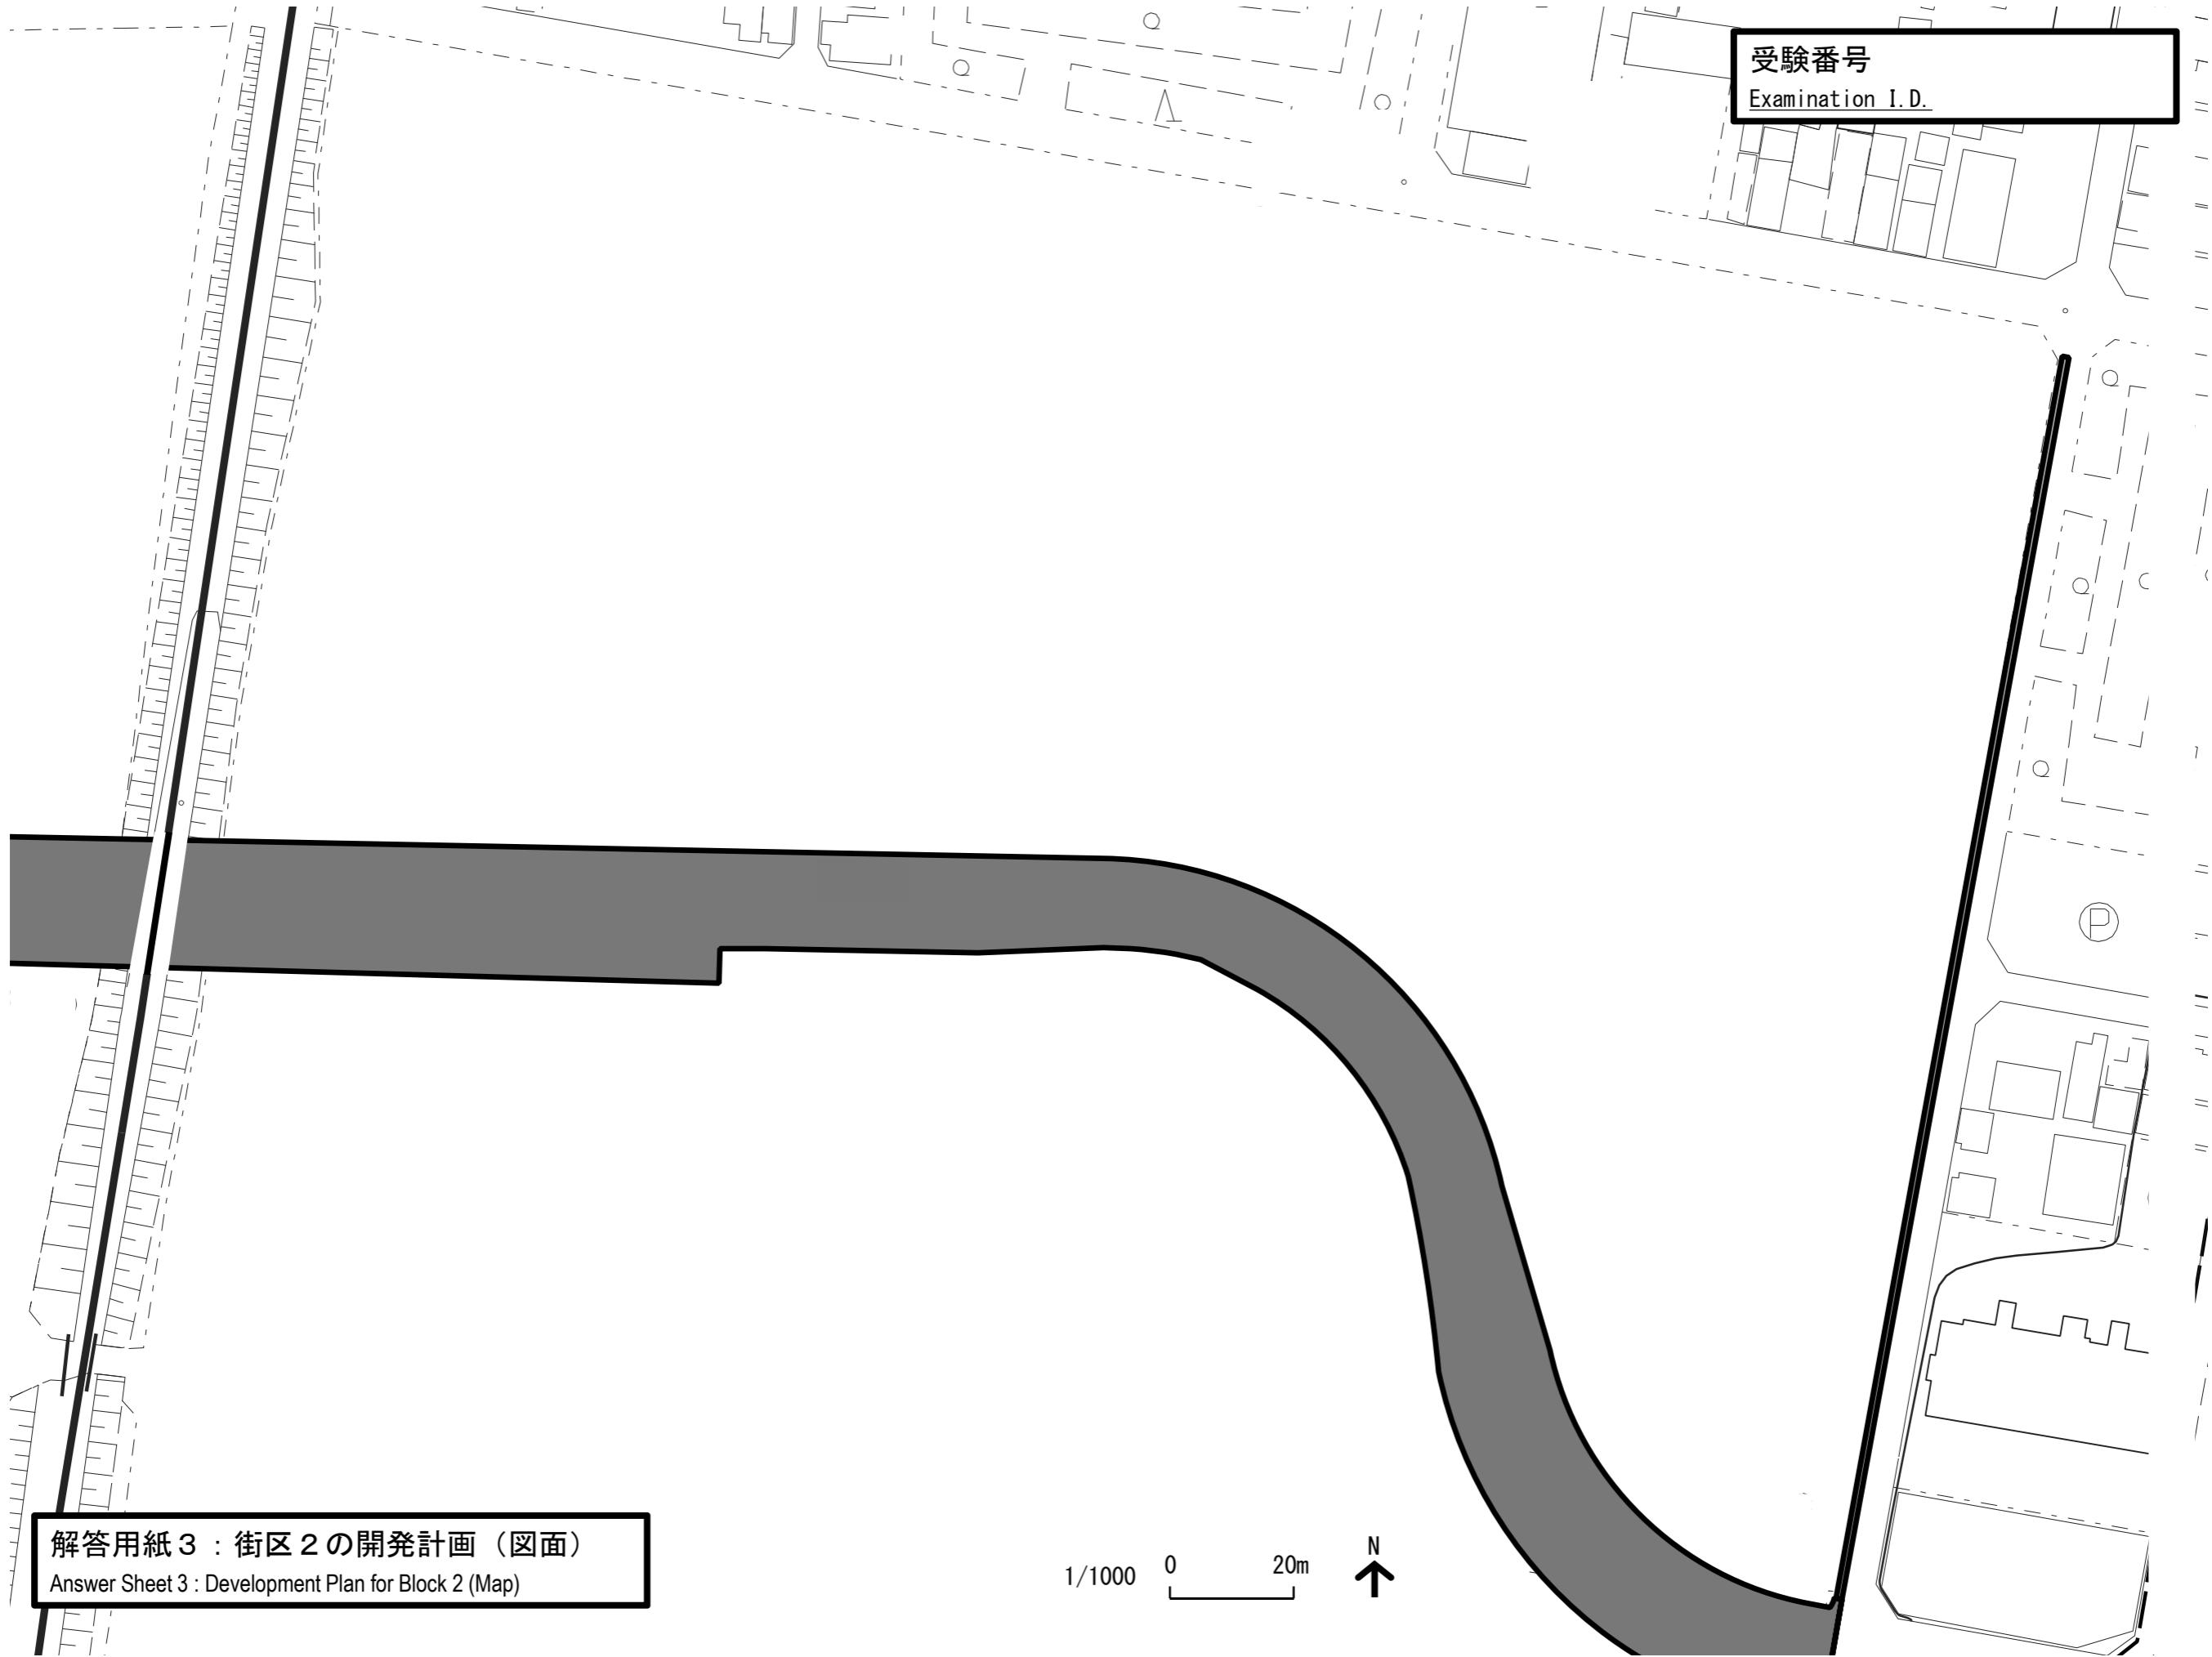 受験番号
Examination I.D.
P
解答用紙３：街区２の開発計画（図面）
Answer Sheet 3 : Development Plan for Block 2 (Map)
1/1000 0 20m N